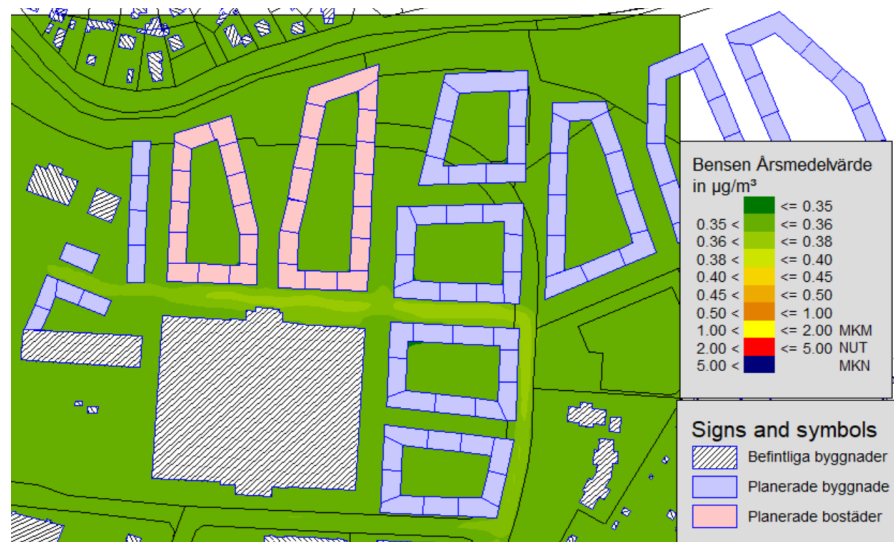 Bensen Årsmedelvärde
in µg/m³
<= 0.35
0.35 < <= 0.36
0.36 < <= 0.38
0.38 < <= 0.40
0.40 < <= 0.45
0.45 < <= 0.50
0.50 < <= 1.00
1.00 < <= 2.00 MKM
2.00 < <= 5.00 NUT
5.00 < MKN
Signs and symbols
Befintliga byggnader
Planerade byggnade
Planerade bostäder